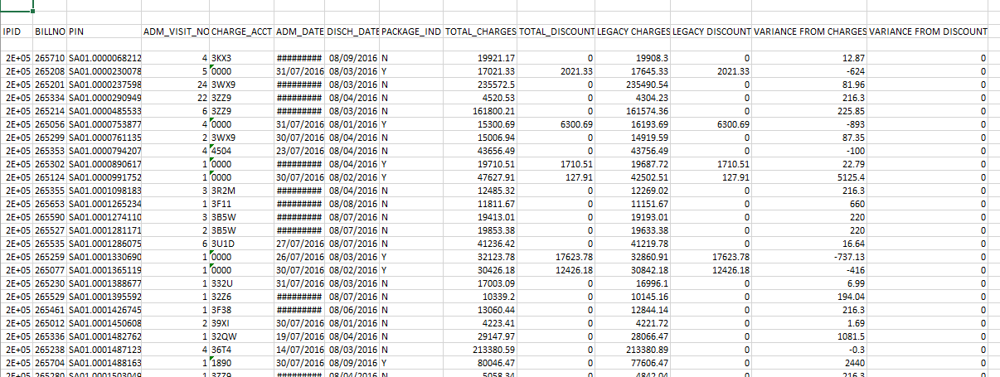 IPID BILLNO PIN ADM_VISIT_NO CHARGE_ACCT ADM_DATE DISCH_DATE PACKAGE_IND TOTAL_CHARGES TOTAL_DISCOUNT LEGACY CHARGES LEGACY DISCOUNT VARIANCE FROM CHARGES VARIANCE FROM DISCOUNT
2E+05 265710 SA01.0000068212 4 3KX3 ######### 08/09/2016 N 19921.17 0 19908.3 0 12.87 0
2E+05 265208 SA01.0000230078 5 0000 31/07/2016 08/03/2016 Y 17021.33 2021.33 17645.33 2021.33 -624 0
2E+05 265201 SA01.0000237598 24 3WX9 ######### 08/03/2016 N 235572.5 0 235490.54 0 81.96 0
2E+05 265334 SA01.0000290949 22 3ZZ9 ######### 08/04/2016 N 4520.53 0 4304.23 0 216.3 0
2E+05 265214 SA01.0000485533 6 3ZZ9 ######### 08/03/2016 N 161800.21 0 161574.36 0 225.85 0
2E+05 265056 SA01.0000753877 4 0000 31/07/2016 08/01/2016 Y 15300.69 6300.69 16193.69 6300.69 -893 0
2E+05 265299 SA01.0000761135 2 3WX9 30/07/2016 08/04/2016 N 15006.94 0 14919.59 0 87.35 0
2E+05 265353 SA01.0000794207 4 4504 23/07/2016 08/04/2016 N 43656.49 0 43756.49 0 -100 0
2E+05 265302 SA01.0000890617 1 0000 ######### 08/04/2016 Y 19710.51 1710.51 19687.72 1710.51 22.79 0
2E+05 265124 SA01.0000991752 1 0000 30/07/2016 08/02/2016 Y 47627.91 127.91 42502.51 127.91 5125.4 0
2E+05 265355 SA01.0001098183 3 3R2M ######### 08/04/2016 N 12485.32 0 12269.02 0 216.3 0
2E+05 265653 SA01.0001265234 1 3F11 ######### 08/08/2016 N 11811.67 0 11151.67 0 660 0
2E+05 265590 SA01.0001274110 3 3B5W ######### 08/07/2016 N 19413.01 0 19193.01 0 220 0
2E+05 265527 SA01.0001281171 2 3B5W ######### 08/07/2016 N 19853.38 0 19633.38 0 220 0
2E+05 265535 SA01.0001286075 6 3U1D 27/07/2016 08/07/2016 N 41236.42 0 41219.78 0 16.64 0
2E+05 265259 SA01.0001330690 1 0000 26/07/2016 08/03/2016 Y 32123.78 17623.78 32860.91 17623.78 -737.13 0
2E+05 265077 SA01.0001365119 1 0000 30/07/2016 08/02/2016 Y 30426.18 12426.18 30842.18 12426.18 -416 0
2E+05 265230 SA01.0001388677 1 332U 31/07/2016 08/03/2016 N 17003.09 0 16996.1 0 6.99 0
2E+05 265529 SA01.0001395592 1 32Z6 ######### 08/07/2016 N 10339.2 0 10145.16 0 194.04 0
2E+05 265461 SA01.0001426745 1 3F38 ######### 08/06/2016 N 13060.44 0 12844.14 0 216.3 0
2E+05 265012 SA01.0001450608 2 39XI 30/07/2016 08/01/2016 N 4223.41 0 4221.72 0 1.69 0
2E+05 265336 SA01.0001482762 1 32QW 19/07/2016 08/04/2016 N 29147.97 0 28066.47 0 1081.5 0
2E+05 265238 SA01.0001487123 4 36T4 14/07/2016 08/03/2016 N 213380.59 0 213380.89 0 -0.3 0
2E+05 265704 SA01.0001488163 1 1890 30/07/2016 08/09/2016 Y 80046.47 0 77606.47 0 2440 0
2E+05 265280 SA01.0001503049 1 3ZZ9 ######### 08/04/2016 N 5058.34 0 4842.04 0 216.3 0